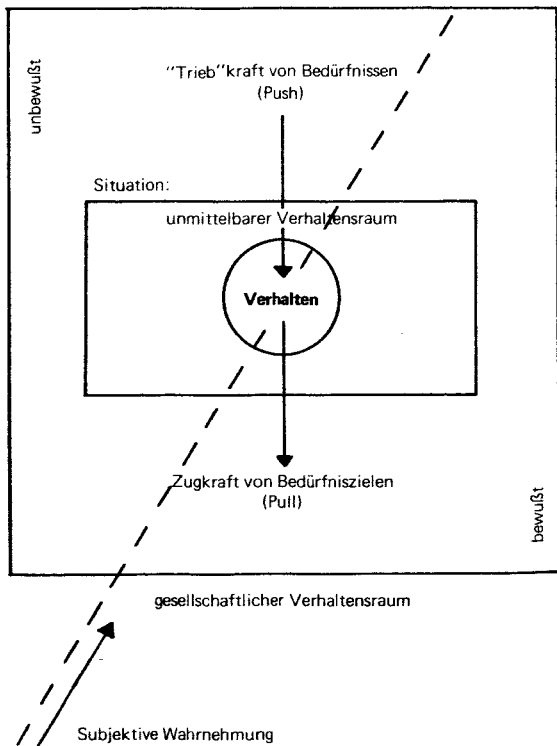 "Trieb"kraft von Bedürfnissen
(Push)
unbewußt
Situation:
unmittelbarer Verhaltensraum
Verhalten
Zugkraft von Bedürfniszielen
(Pull)
bewußt
gesellschaftlicher Verhaltensraum
Subjektive Wahrnehmung